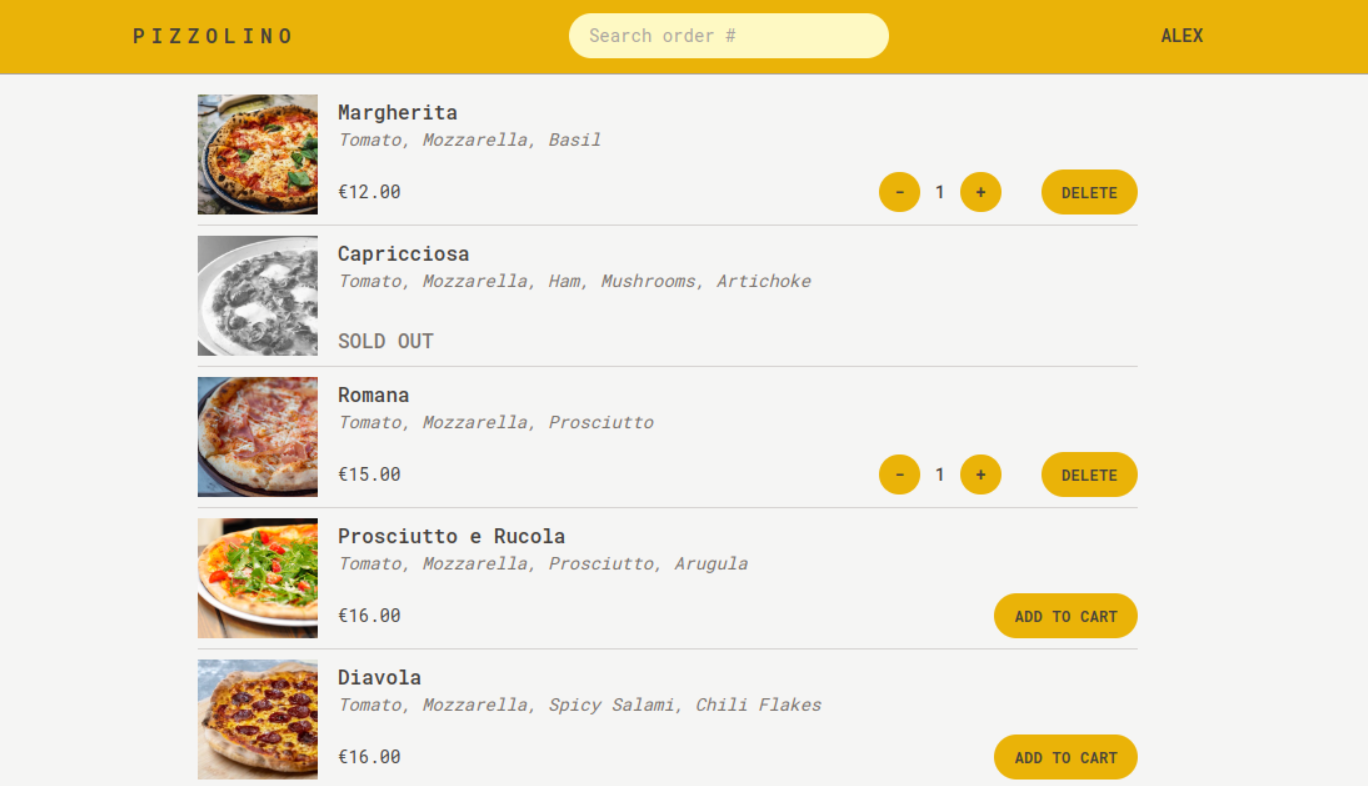 PIZZOLINO Search order # ALEX
Margherita
Tomato, Mozzarella, Basil
€12.00 - 1 + DELETE
Capricciosa
Tomato, Mozzarella, Ham, Mushrooms, Artichoke
SOLD OUT
Romana
Tomato, Mozzarella, Prosciutto
€15.00 - 1 + DELETE
Prosciutto e Rucola
Tomato, Mozzarella, Prosciutto, Arugula
€16.00 ADD TO CART
Diavola
Tomato, Mozzarella, Spicy Salami, Chili Flakes
€16.00 ADD TO CART